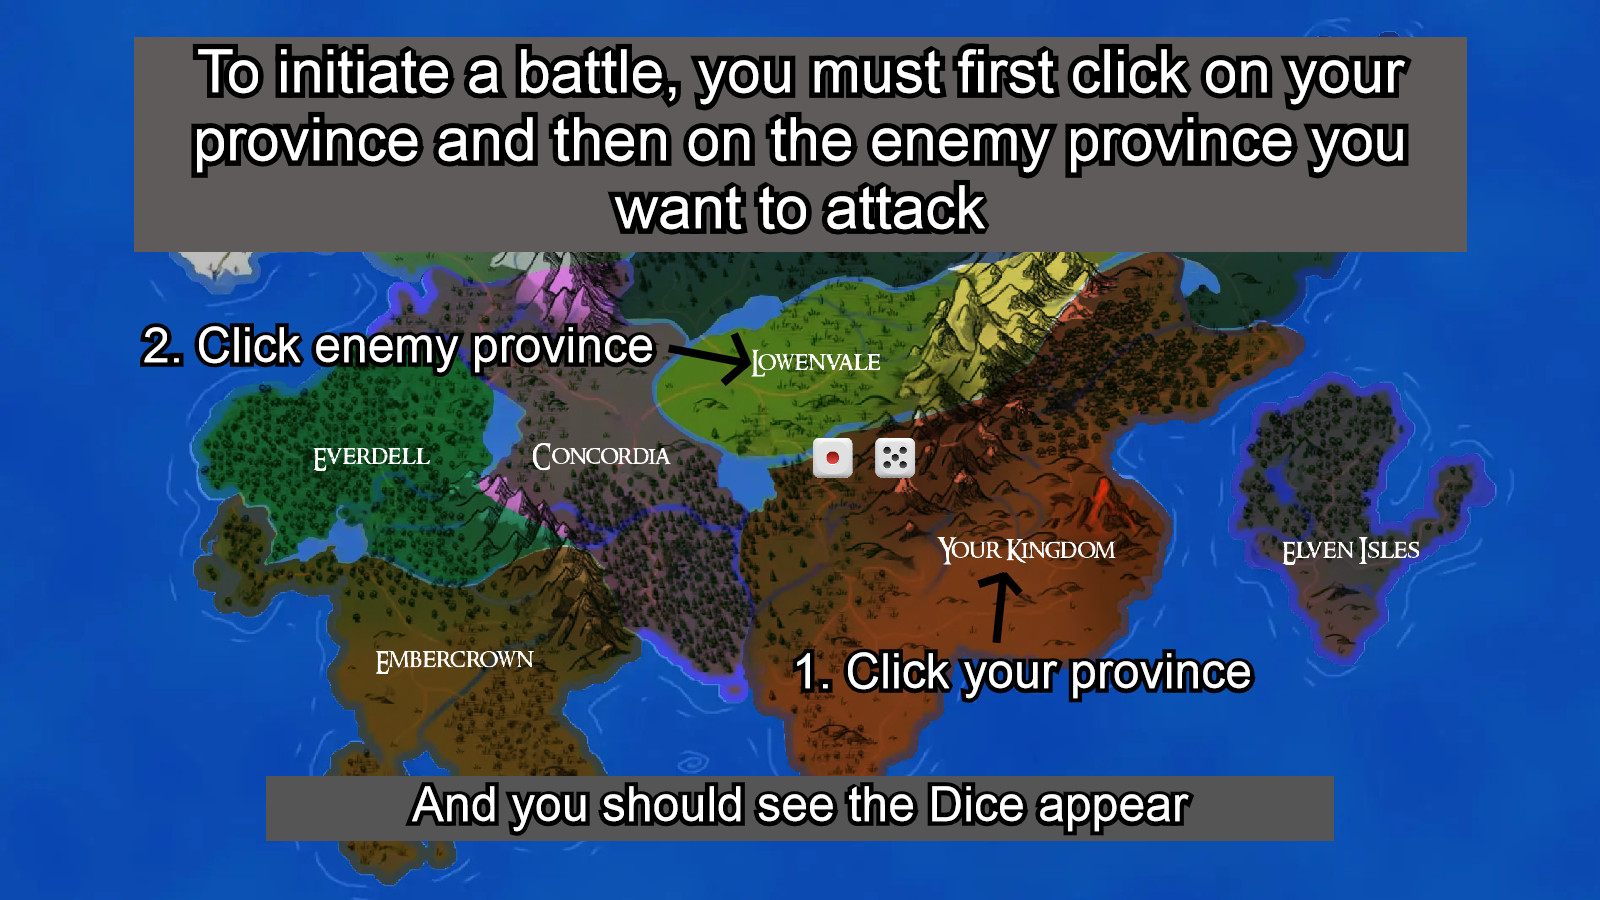 To initiate a battle, you must first click on your
province and then on the enemy province you
want to attack
2. Click enemy province
Lowenvale
Everdell
Concordia
Your Kingdom
Elven Isles
Embercrown
1. Click your province
And you should see the Dice appear